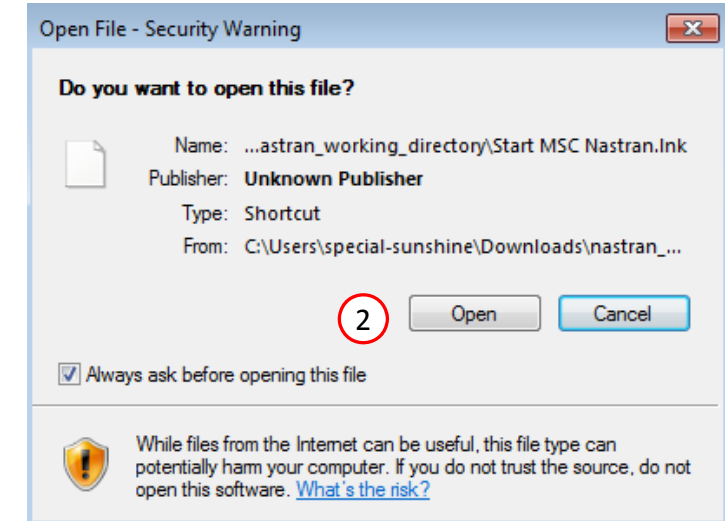 Open File - Security Warning
Do you want to open this file?
Name: ...astran_working_directory\Start MSC Nastran.lnk
Publisher: Unknown Publisher
Type: Shortcut
From: C:\Users\special-sunshine\Downloads\nastran_...
2 Open Cancel
Always ask before opening this file
While files from the Internet can be useful, this file type can
potentially harm your computer. If you do not trust the source, do not
open this software. What's the risk?